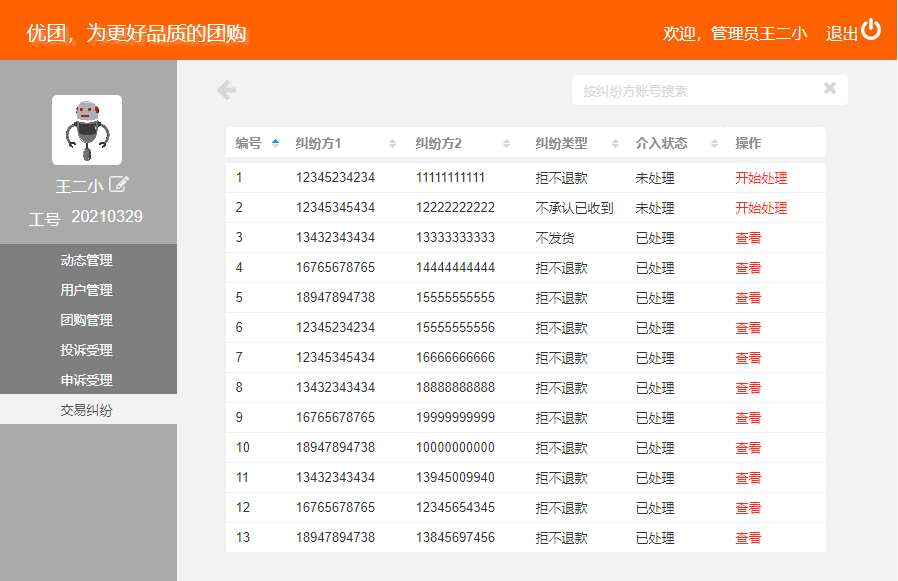 优团，为更好品质的团购
欢迎，管理员王二小 退出
王二小
工号 20210329
动态管理
用户管理
团购管理
投诉受理
申诉受理
交易纠纷
按纠纷方账号搜索
编号 纠纷方1 纠纷方2 纠纷类型 介入状态 操作
1 12345234234 11111111111 拒不退款 未处理 开始处理
2 12345345434 12222222222 不承认已收到 未处理 开始处理
3 13432343434 13333333333 不发货 已处理 查看
4 16765678765 14444444444 拒不退款 已处理 查看
5 18947894738 15555555555 拒不退款 已处理 查看
6 12345234234 15555555556 拒不退款 已处理 查看
7 12345345434 16666666666 拒不退款 已处理 查看
8 13432343434 18888888888 拒不退款 已处理 查看
9 16765678765 19999999999 拒不退款 已处理 查看
10 18947894738 10000000000 拒不退款 已处理 查看
11 13432343434 13945009940 拒不退款 已处理 查看
12 16765678765 12345654345 拒不退款 已处理 查看
13 18947894738 13845697456 拒不退款 已处理 查看